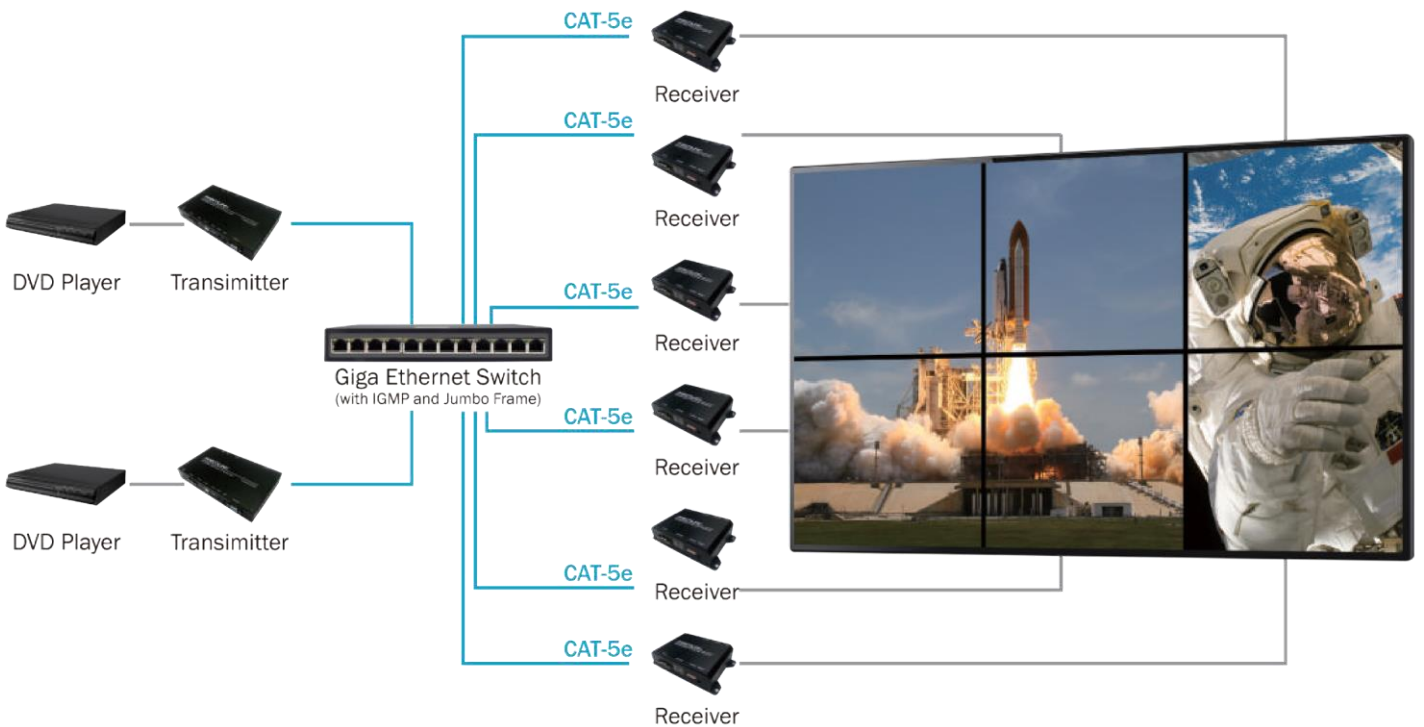 CAT-5e
Receiver
CAT-5e
Receiver
DVD Player
Transimitter
CAT-5e
Receiver
Giga Ethernet Switch
(with IGMP and Jumbo Frame)
CAT-5e
Receiver
DVD Player
Transimitter
CAT-5e
Receiver
CAT-5e
Receiver